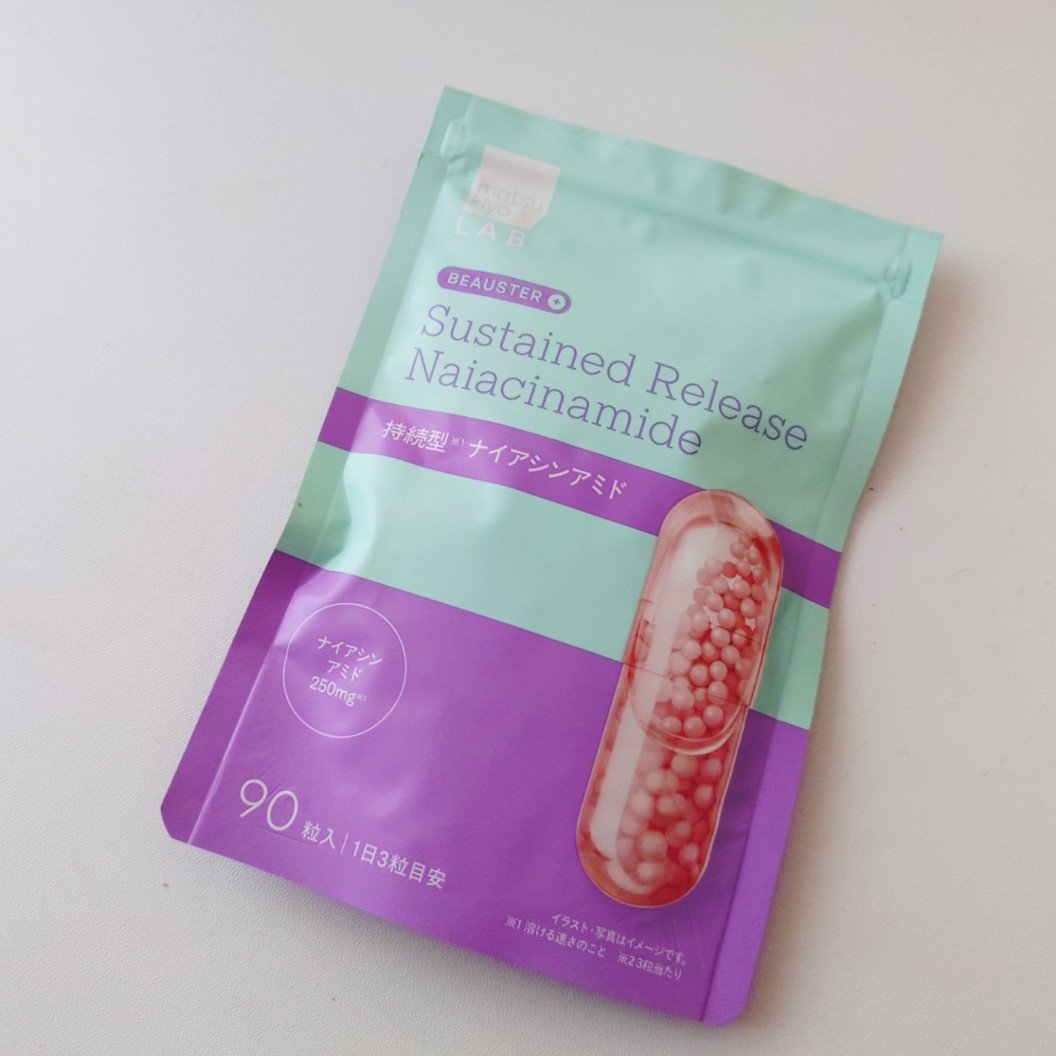 matsu
kiyo
LAB
BEAUSTER +
Sustained Release
Naiacinamide
持続型※1 ナイアシンアミド
ナイアシン
アミド
250mg※2
90粒入 | 1日3粒目安
イラスト・写真はイメージです。
※1 溶ける速さのこと ※2 3粒当たり